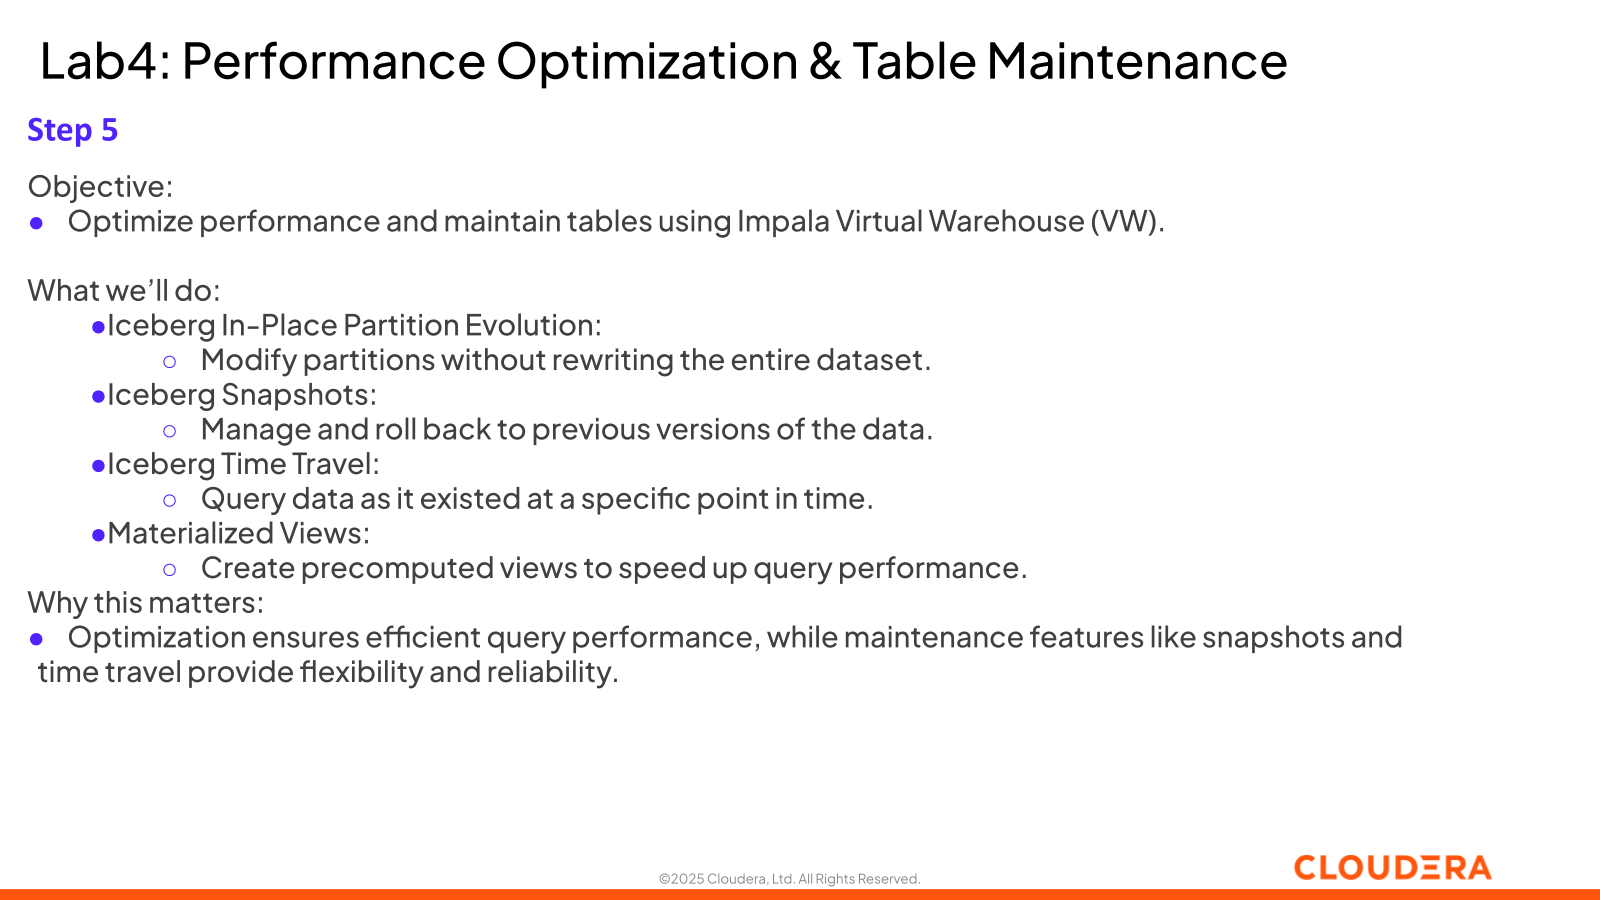 Lab4: Performance Optimization & Table Maintenance
Step 5
Objective:
● Optimize performance and maintain tables using Impala Virtual Warehouse (VW).
What we’ll do:
●Iceberg In-Place Partition Evolution:
○ Modify partitions without rewriting the entire dataset.
●Iceberg Snapshots:
○ Manage and roll back to previous versions of the data.
●Iceberg Time Travel:
○ Query data as it existed at a specific point in time.
●Materialized Views:
○ Create precomputed views to speed up query performance.
Why this matters:
● Optimization ensures efficient query performance, while maintenance features like snapshots and
time travel provide flexibility and reliability.
©2025 Cloudera, Ltd. All Rights Reserved.
CLOUDERA